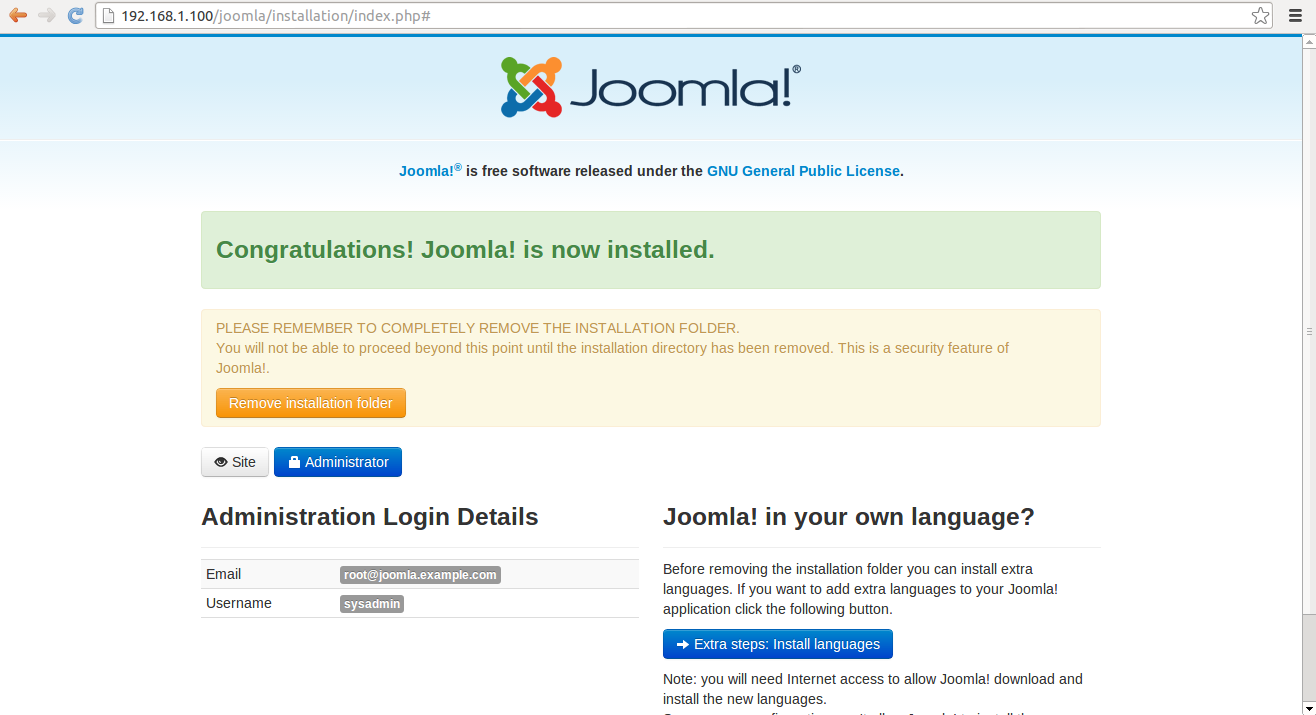 192.168.1.100/joomla/installation/index.php#
Joomla!®
Joomla!® is free software released under the GNU General Public License.
Congratulations! Joomla! is now installed.
PLEASE REMEMBER TO COMPLETELY REMOVE THE INSTALLATION FOLDER.
You will not be able to proceed beyond this point until the installation directory has been removed. This is a security feature of
Joomla!.
Remove installation folder
Site
Administrator
Administration Login Details
Email root@joomla.example.com
Username sysadmin
Joomla! in your own language?
Before removing the installation folder you can install extra
languages. If you want to add extra languages to your Joomla!
application click the following button.
Extra steps: Install languages
Note: you will need Internet access to allow Joomla! download and
install the new languages.